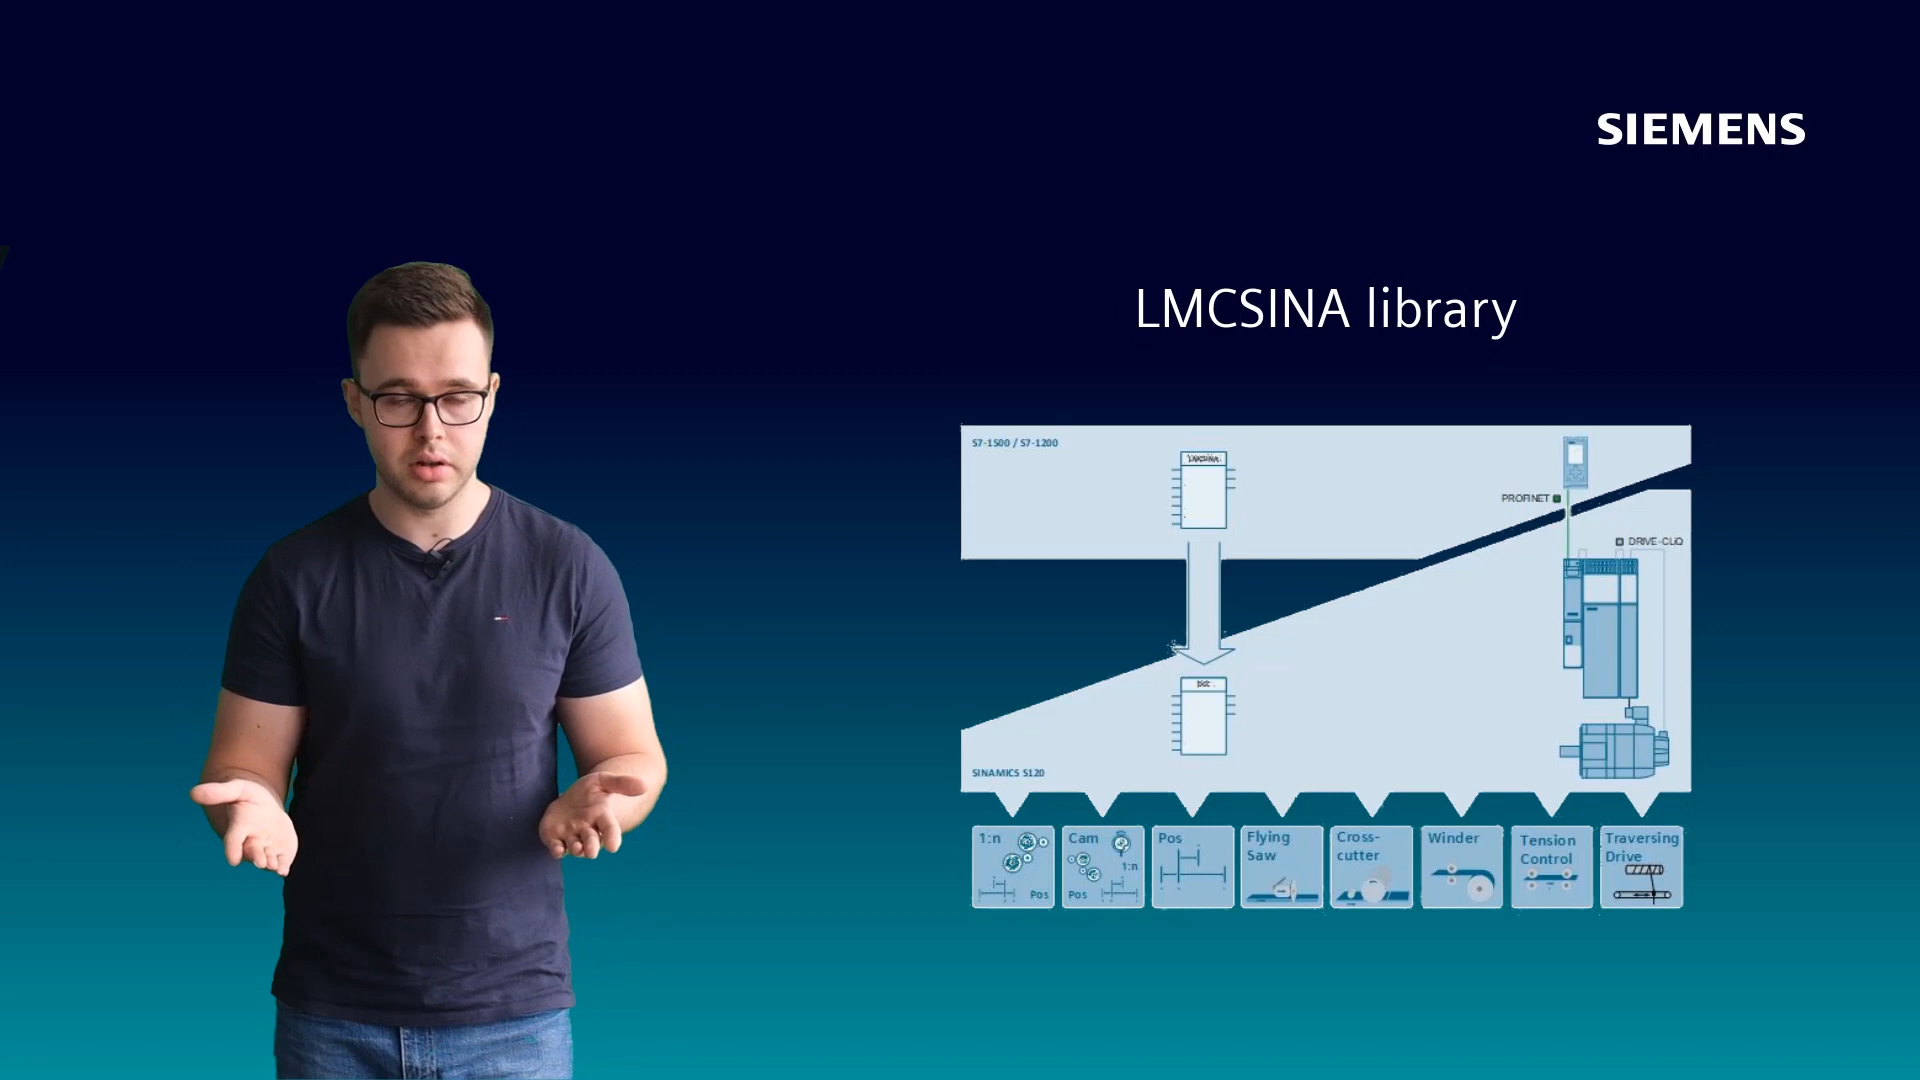 SIEMENS
LMCSINA library
S7-1500 / S7-1200
PROFINET
DRIVE-CLiQ
SINAMICS S120
1:n
Pos
Cam
1:n
Pos
Pos
Flying
Saw
Cross-
cutter
Winder
Tension
Control
Traversing
Drive